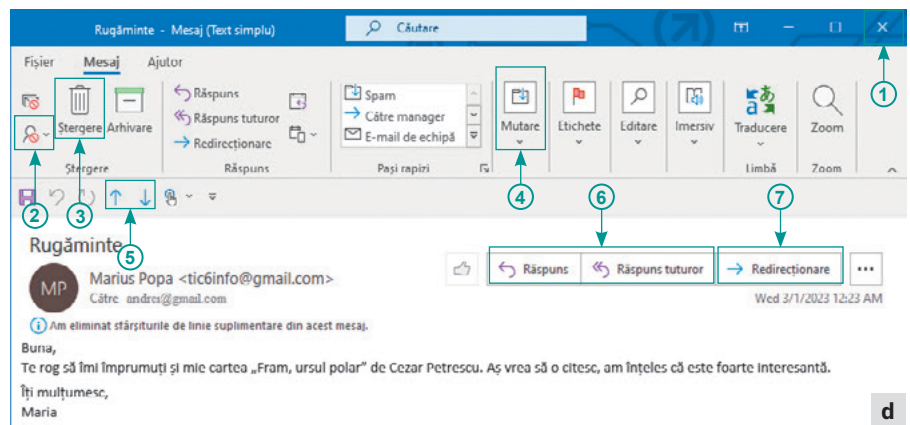 Rugăminte - Mesaj (Text simplu)
Căutare
Fișier Mesaj Ajutor
1
Ștergere Arhivare
Răspuns
Răspuns tuturor
Redirecționare
Spam
Către manager
E-mail de echipă
Mutare Etichete Editare Imersiv Traducere Zoom
Ștergere Răspuns Pași rapizi Limbă Zoom
2 3 4 5 6 7
Rugăminte
Răspuns Răspuns tuturor Redirecționare ...
MP
Marius Popa <tic6info@gmail.com>
Către andrei@gmail.com
Wed 3/1/2023 12:23 AM
Am eliminat sfârșiturile de linie suplimentare din acest mesaj.
Buna,
Te rog să îmi împrumuți și mie cartea „Fram, ursul polar” de Cezar Petrescu. Aș vrea să o citesc, am înțeles că este foarte interesantă.
Îți mulțumesc,
Maria
d